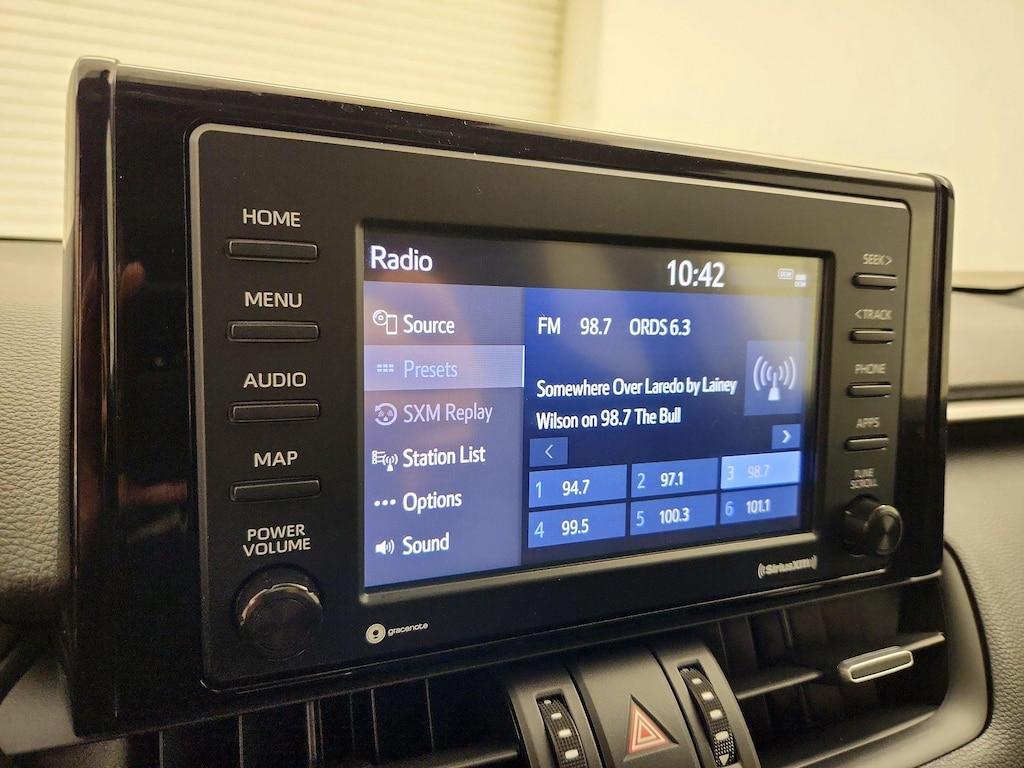 HOME
MENU
AUDIO
MAP
POWER
VOLUME
Radio
10:42
Source
Presets
SXM Replay
Station List
Options
Sound
FM 98.7 ORDS 6.3
Somewhere Over Laredo by Lainey
Wilson on 98.7 The Bull
<
>
1 94.7
2 97.1
3 98.7
4 99.5
5 100.3
6 101.1
SEEK >
< TRACK
PHONE
APPS
TUNE
SCROLL
gracenote
SiriusXM